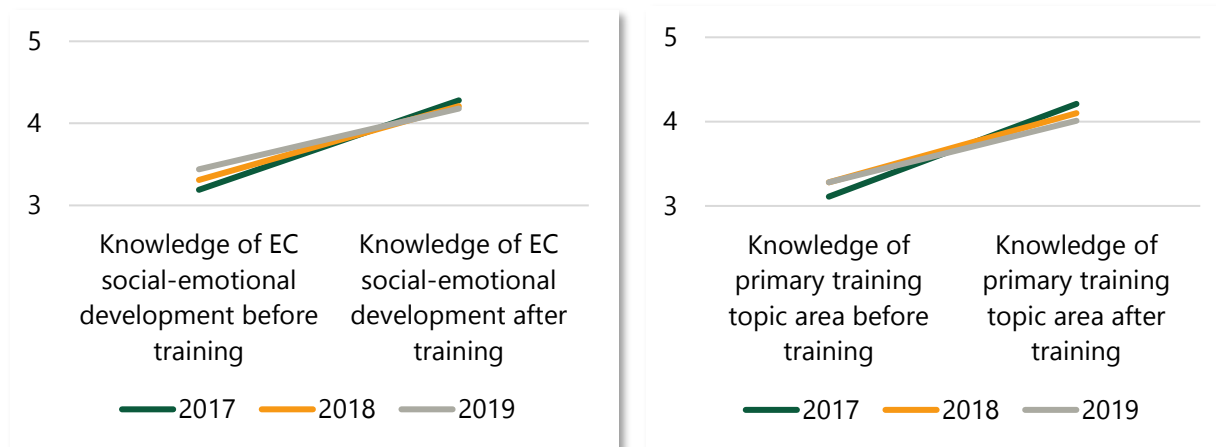 5
4
3
Knowledge of EC
social-emotional
development before
training
Knowledge of EC
social-emotional
development after
training
2017 2018 2019
5
4
3
Knowledge of
primary training
topic area before
training
Knowledge of
primary training
topic area after
training
2017 2018 2019